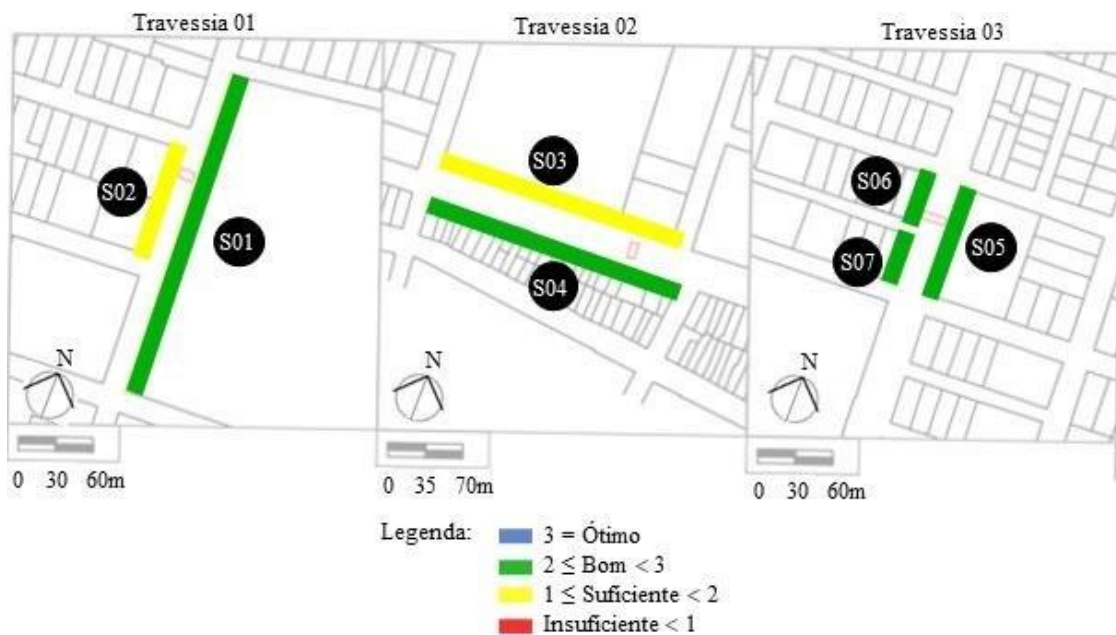 Travessia 01
Travessia 02
Travessia 03
S02
S01
N
0 30 60m
S03
S04
N
0 35 70m
S06
S07
S05
N
0 30 60m
Legenda:
3 = Ótimo
2 ≤ Bom < 3
1 ≤ Suficiente < 2
Insuficiente < 1